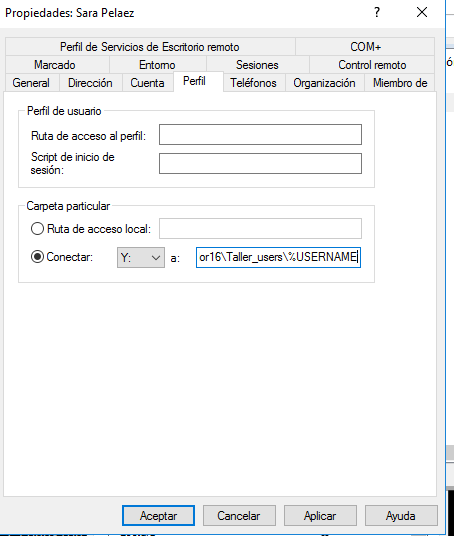 Propiedades: Sara Pelaez
?
Perfil de Servicios de Escritorio remoto
COM+
Marcado
Entorno
Sesiones
Control remoto
General
Dirección
Cuenta
Perfil
Teléfonos
Organización
Miembro de
Perfil de usuario
Ruta de acceso al perfil:
Script de inicio de
sesión:
Carpeta particular
Ruta de acceso local:
Conectar:
Y:
a:
or16\Taller_users\%USERNAME
Aceptar
Cancelar
Aplicar
Ayuda